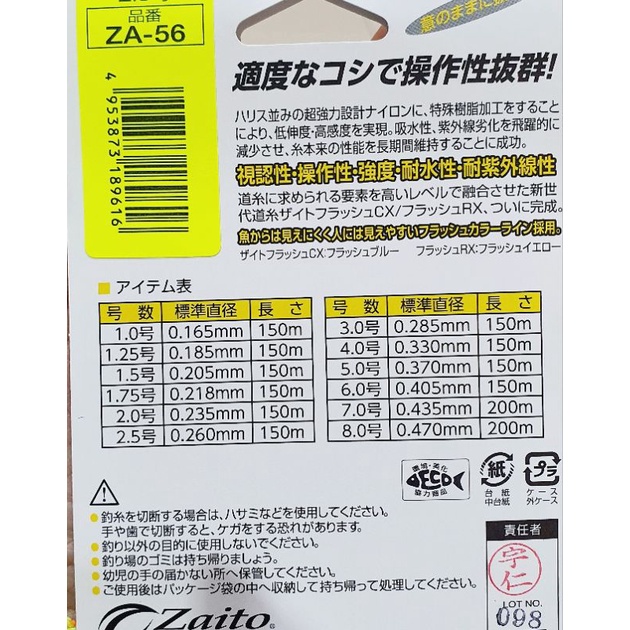 品番
ZA-56
4 953873 189616
意のままに
適度なコシで操作性抜群!
ハリス並みの超強力設計ナイロンに、特殊樹脂加工をすること
により、低伸度・高感度を実現。吸水性、紫外線劣化を飛躍的に
減少させ、糸本来の性能を長期間維持することに成功。
視認性・操作性・強度・耐水性・耐紫外線性
道糸に求められる要素を高いレベルで融合させた新世
代道糸ザイトフラッシュCX/フラッシュRX、ついに完成。
魚からは見えにくく人には見えやすいフラッシュカラーライン採用。
ザイトフラッシュCX:フラッシュブルー フラッシュRX:フラッシュイエロー
アイテム表
号 数 標準直径 長 さ
1.0号 0.165mm 150m
1.25号 0.185mm 150m
1.5号 0.205mm 150m
1.75号 0.218mm 150m
2.0号 0.235mm 150m
2.5号 0.260mm 150m
号 数 標準直径 長 さ
3.0号 0.285mm 150m
4.0号 0.330mm 150m
5.0号 0.370mm 150m
6.0号 0.405mm 150m
7.0号 0.435mm 200m
8.0号 0.470mm 200m
ECO
協力商品
紙
台 紙
中台紙
プラ
ケース
外ケース
●釣糸を切断する場合は、ハサミなどを使用してください。
手や歯で切断すると、ケガをする恐れがあります。
●釣り以外の目的に使用しないでください。
●釣り場のゴミは持ち帰りましょう。
●幼児の手の届かない所へ保管してください。
●ご使用後はパッケージ袋の中へ収納して持ち帰って処理してください。
責任者
宇仁
LOT NO.
098
Zaito